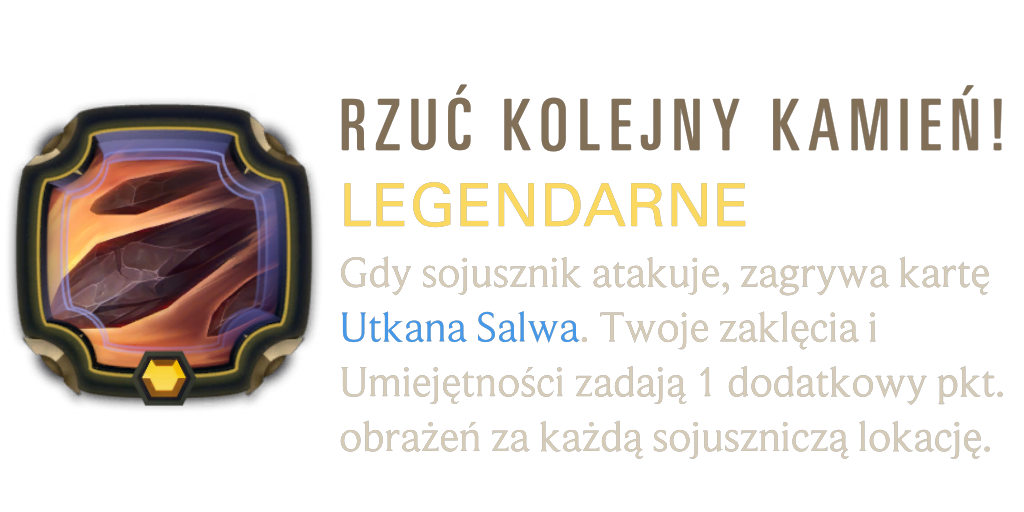 RZUĆ KOLEJNY KAMIEŃ!
LEGENDARNE
Gdy sojusznik atakuje, zagrywa kartę
Utkana Salwa. Twoje zaklęcia i
Umiejętności zadają 1 dodatkowy pkt.
obrażeń za każdą sojuszniczą lokację.